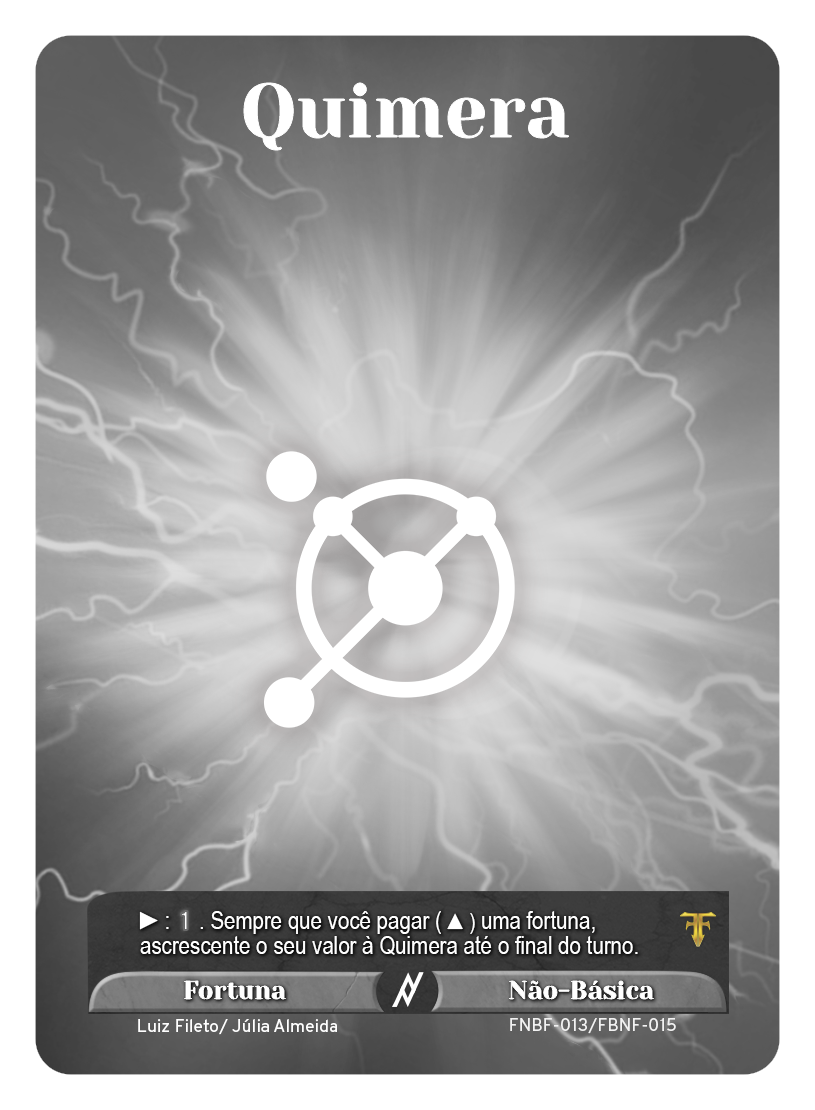 Quimera
▶ : 1 . Sempre que você pagar ( ▲ ) uma fortuna,
ascrescente o seu valor à Quimera até o final do turno.
Fortuna
Não-Básica
Luiz Fileto/ Júlia Almeida
FNBF-013/FBNF-015